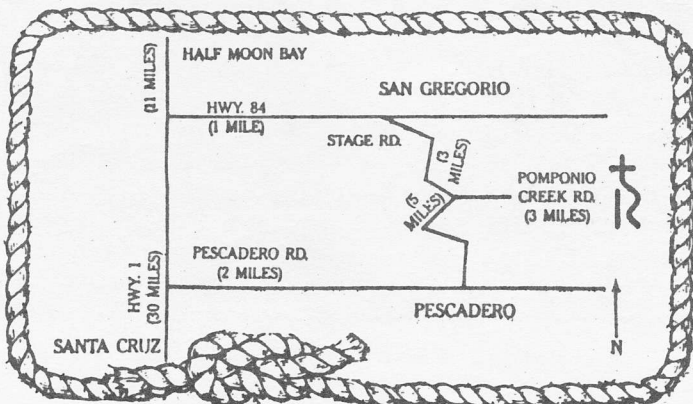 HALF MOON BAY
(11 MILES)
SAN GREGORIO
HWY. 84
(1 MILE)
STAGE RD.
(3
MILES)
POMPONIO
CREEK RD.
(3 MILES)
(5
MILES)
PESCADERO RD.
(2 MILES)
HWY. 1
(30 MILES)
PESCADERO
SANTA CRUZ
N